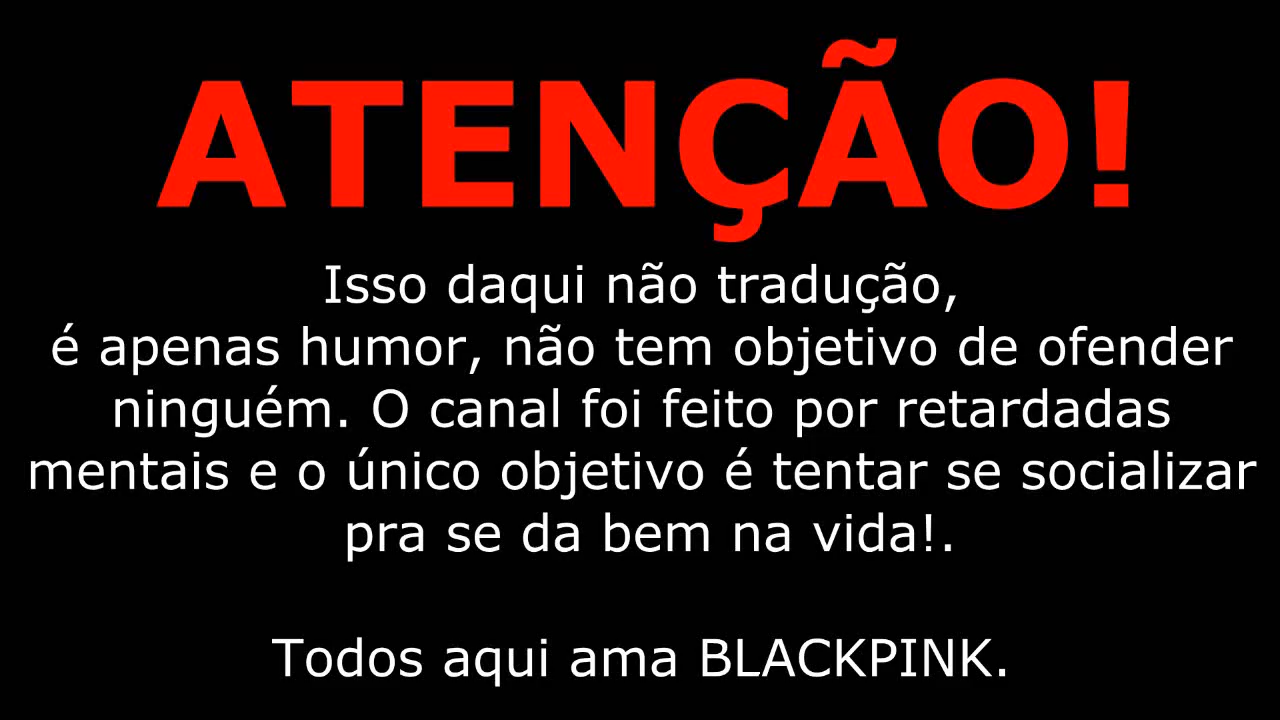 ATENÇÃO!
Isso daqui não tradução,
é apenas humor, não tem objetivo de ofender
ninguém. O canal foi feito por retardadas
mentais e o único objetivo é tentar se socializar
pra se da bem na vida!.
Todos aqui ama BLACKPINK.